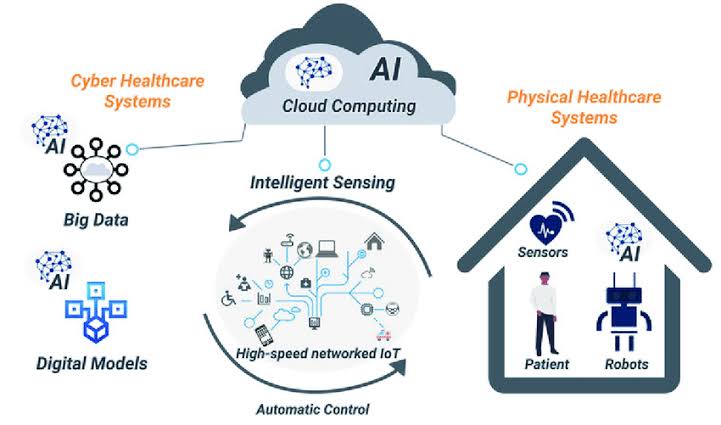 AI
Cloud Computing
Cyber Healthcare
Systems
Physical Healthcare
Systems
AI
Big Data
Intelligent Sensing
Sensors
AI
AI
Digital Models
High-speed networked IoT
Patient
Robots
Automatic Control